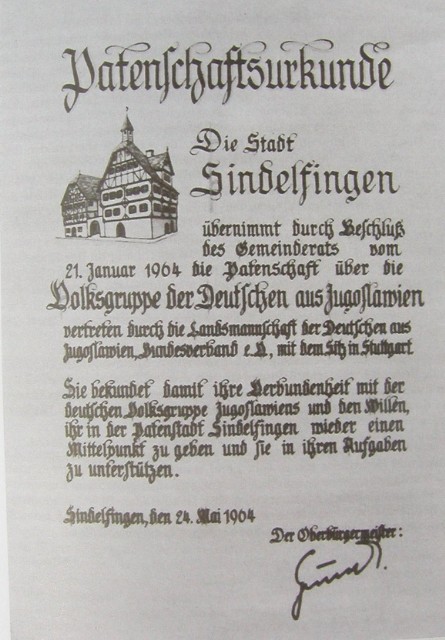 Patenschaftsurkunde
Die Stadt
Sindelfingen
übernimmt durch Beschluß
des Gemeinderats vom
21. Januar 1964 die Patenschaft über die
Volksgruppe der Deutschen aus Jugoslawien
vertreten durch die Landsmannschaft der Deutschen aus
Jugoslawien, Bundesverband e.V., mit dem Sitz in Stuttgart
Sie bekundet damit ihre Verbundenheit mit der
deutschen Volksgruppe Jugoslawiens und den Willen,
ihr in der Patenstadt Sindelfingen wieder einen
Mittelpunkt zu geben und sie in ihren Aufgaben
zu unterstützen.
Sindelfingen, den 24. Mai 1964
Der Oberbürgermeister: